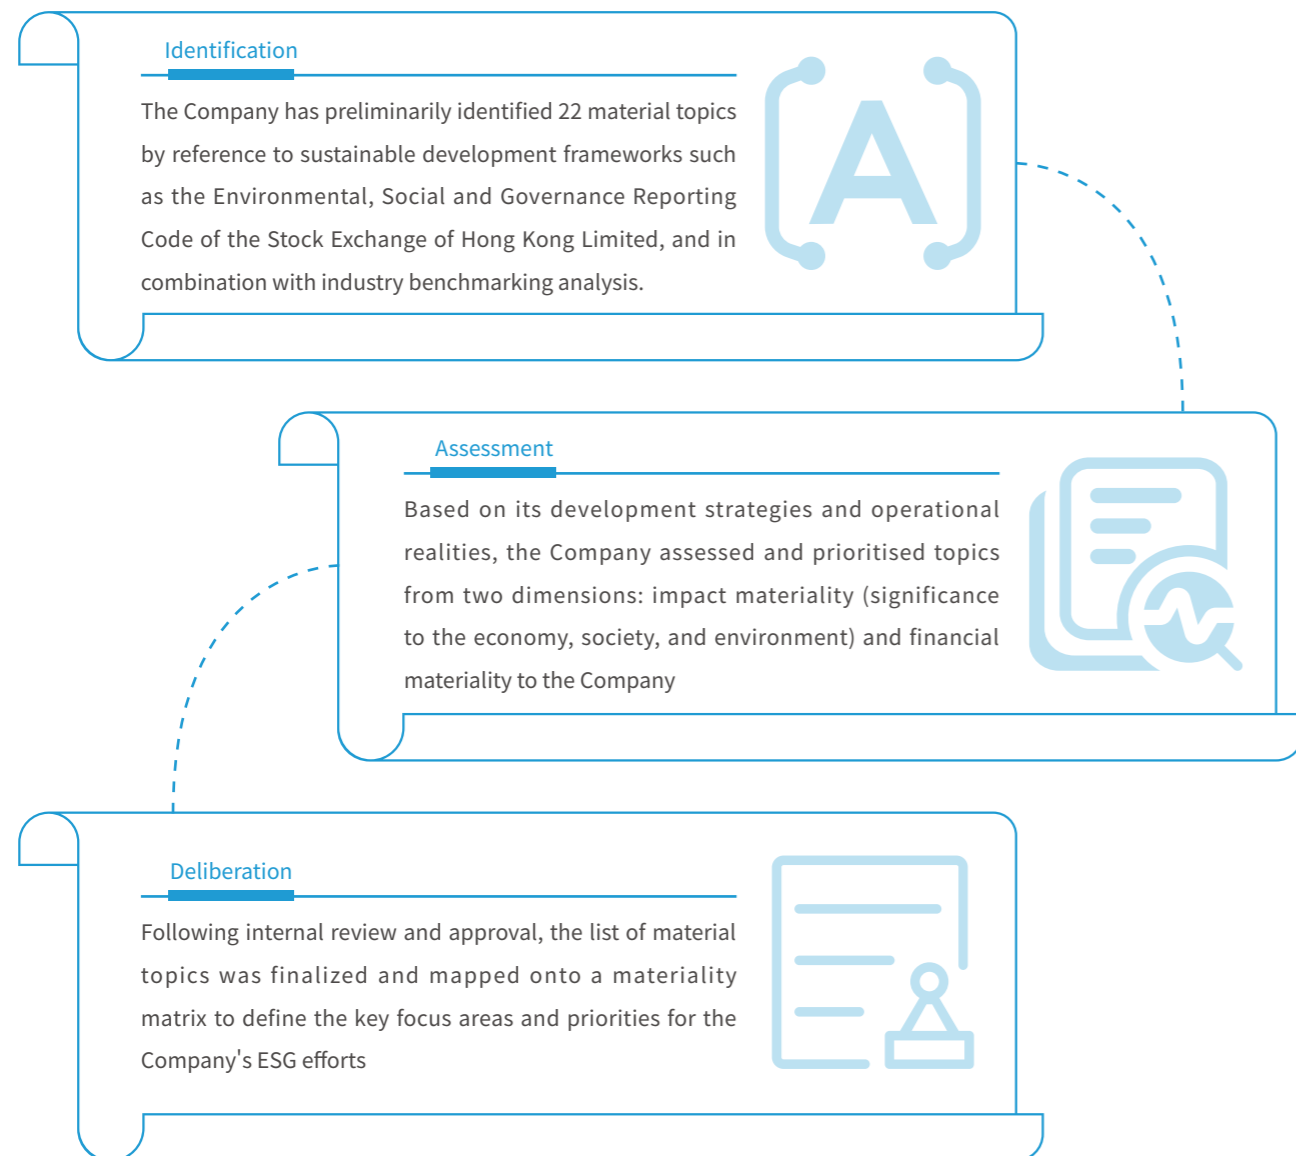 Identification
The Company has preliminarily identified 22 material topics
by reference to sustainable development frameworks such
as the Environmental, Social and Governance Reporting
Code of the Stock Exchange of Hong Kong Limited, and in
combination with industry benchmarking analysis.
A
Assessment
Based on its development strategies and operational
realities, the Company assessed and prioritised topics
from two dimensions: impact materiality (significance
to the economy, society, and environment) and financial
materiality to the Company
Deliberation
Following internal review and approval, the list of material
topics was finalized and mapped onto a materiality
matrix to define the key focus areas and priorities for the
Company's ESG efforts